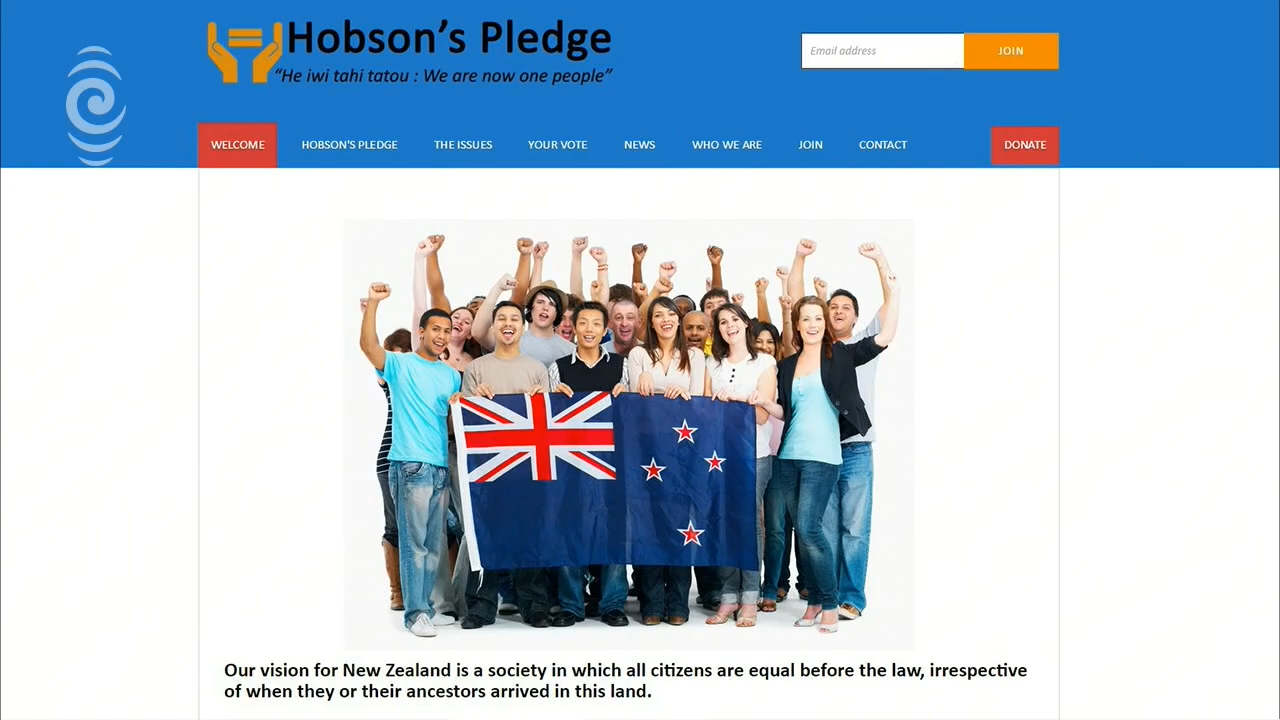 Hobson's Pledge
"He iwi tahi tatou : We are now one people"
Email address
JOIN
WELCOME
HOBSON'S PLEDGE
THE ISSUES
YOUR VOTE
NEWS
WHO WE ARE
JOIN
CONTACT
DONATE
Our vision for New Zealand is a society in which all citizens are equal before the law, irrespective
of when they or their ancestors arrived in this land.